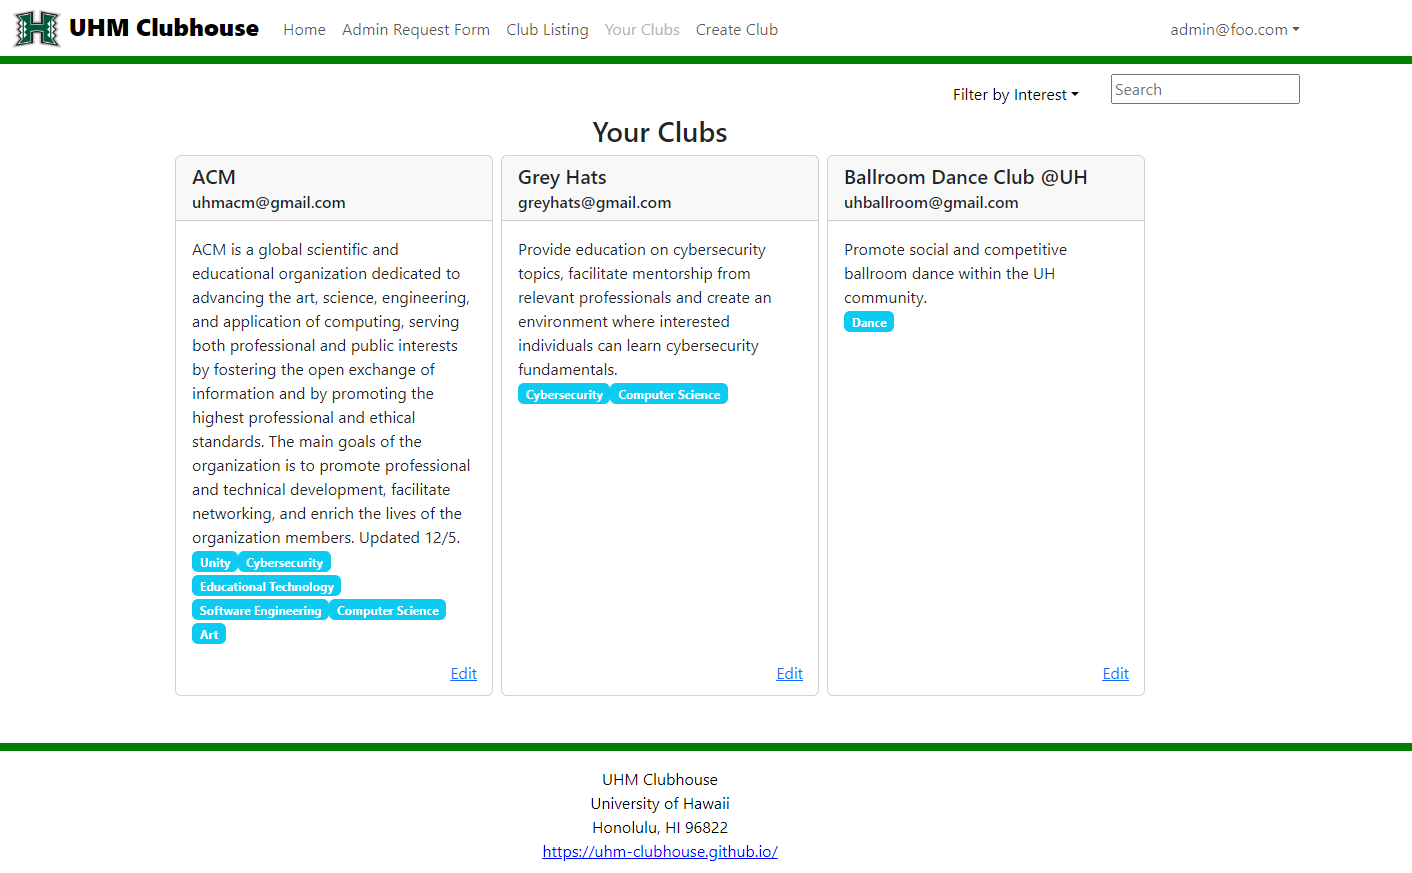 UHM Clubhouse Home Admin Request Form Club Listing Your Clubs Create Club admin@foo.com
Filter by Interest Search
Your Clubs
ACM
uhmacm@gmail.com
ACM is a global scientific and
educational organization dedicated to
advancing the art, science, engineering,
and application of computing, serving
both professional and public interests
by fostering the open exchange of
information and by promoting the
highest professional and ethical
standards. The main goals of the
organization is to promote professional
and technical development, facilitate
networking, and enrich the lives of the
organization members. Updated 12/5.
Unity Cybersecurity
Educational Technology
Software Engineering Computer Science
Art
Edit
Grey Hats
greyhats@gmail.com
Provide education on cybersecurity
topics, facilitate mentorship from
relevant professionals and create an
environment where interested
individuals can learn cybersecurity
fundamentals.
Cybersecurity Computer Science
Edit
Ballroom Dance Club @UH
uhballroom@gmail.com
Promote social and competitive
ballroom dance within the UH
community.
Dance
Edit
UHM Clubhouse
University of Hawaii
Honolulu, HI 96822
https://uhm-clubhouse.github.io/